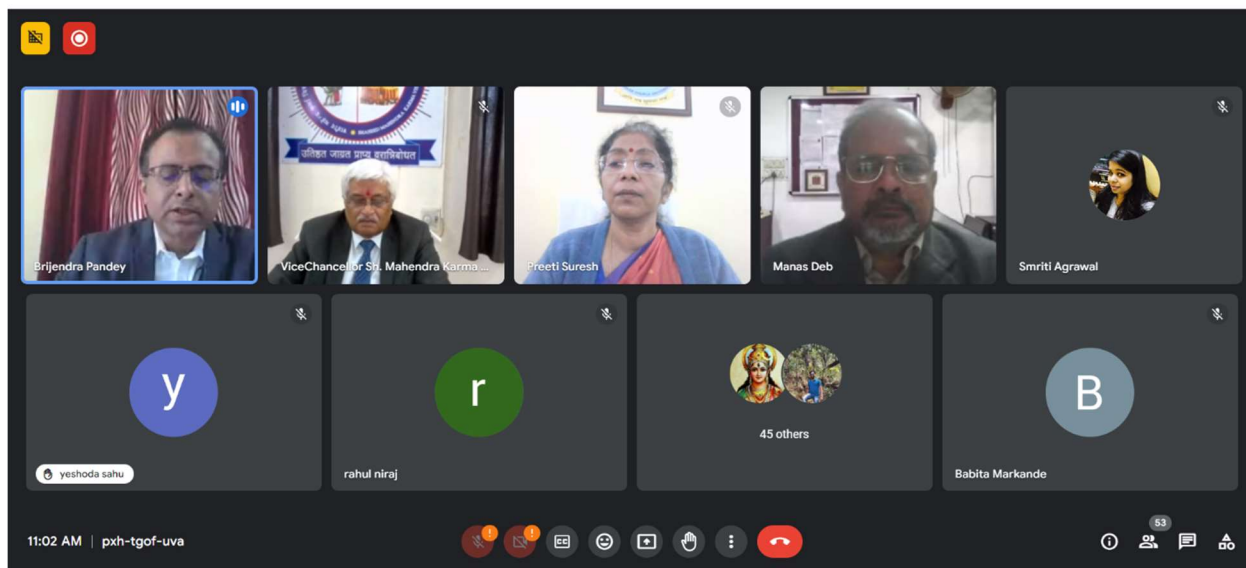 उतिष्ठत जाग्रत प्राप्य वरान्निबोधत
Brijendra Pandey
ViceChancellor Sh. Mahendra Karma ...
Preeti Suresh
Manas Deb
Smriti Agrawal
y
r
45 others
B
yeshoda sahu
rahul niraj
Babita Markande
11:02 AM | pxh-tgof-uva
CC
53